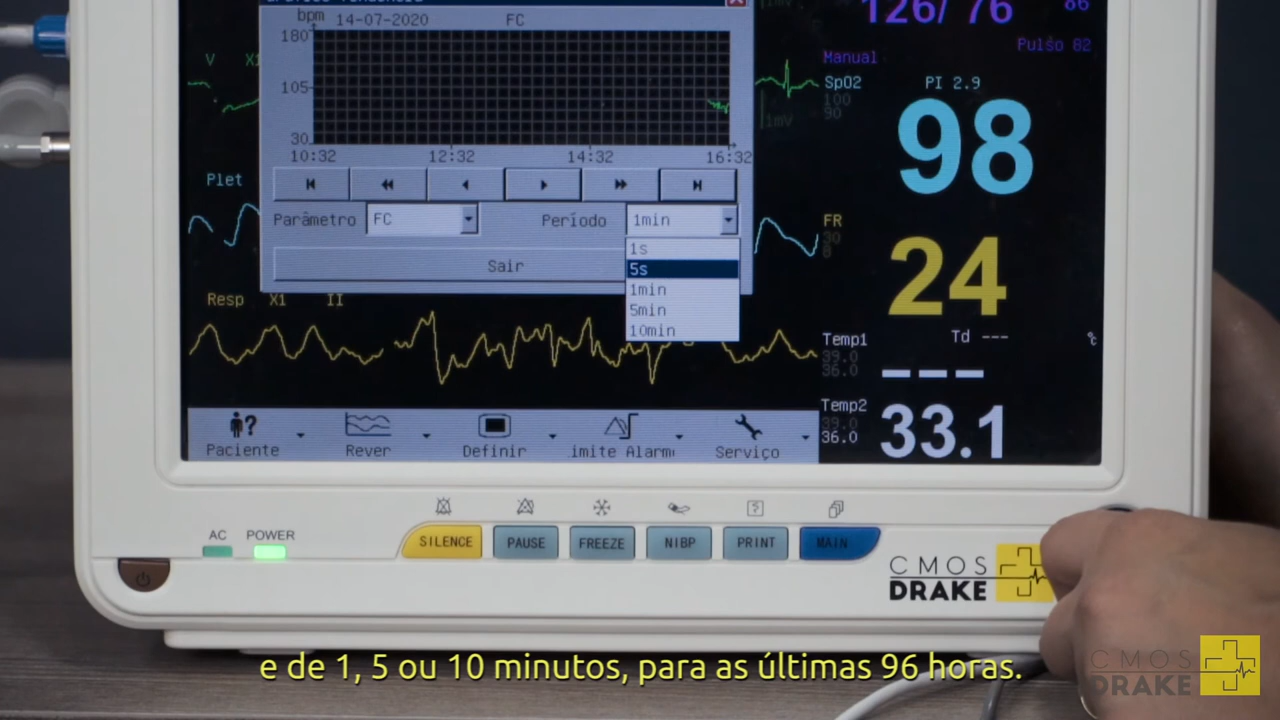 bpm 14-07-2020 FC
180
105
30
10:32 12:32 14:32 16:32
Parâmetro FC Período 1min
1s
5s
1min
5min
10min
Sair
V X1
Plet
Resp X1 II
1mV
126/ 76
86
Pulso 82
Manual
SpO2 PI 2.9
100
90
98
FR
30
8
24
Temp1 Td --- °C
39.0
36.0
---
Temp2
39.0
36.0
33.1
Paciente Rever Definir imite Alarm Serviço
AC POWER
SILENCE PAUSE FREEZE NIBP PRINT MAIN
CMOS
DRAKE
e de 1, 5 ou 10 minutos, para as últimas 96 horas.
CMOS
DRAKE